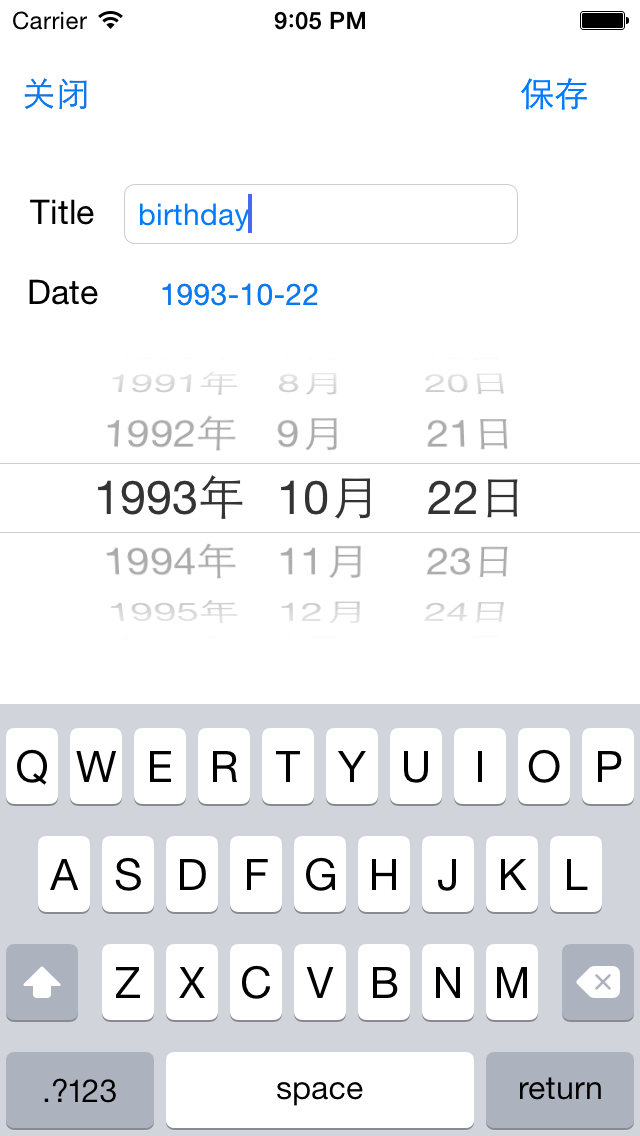 Carrier 9:05 PM
关闭 保存
Title birthday
Date 1993-10-22
1991年 8月 20日
1992年 9月 21日
1993年 10月 22日
1994年 11月 23日
1995年 12月 24日
Q W E R T Y U I O P
A S D F G H J K L
Z X C V B N M
.?123 space return